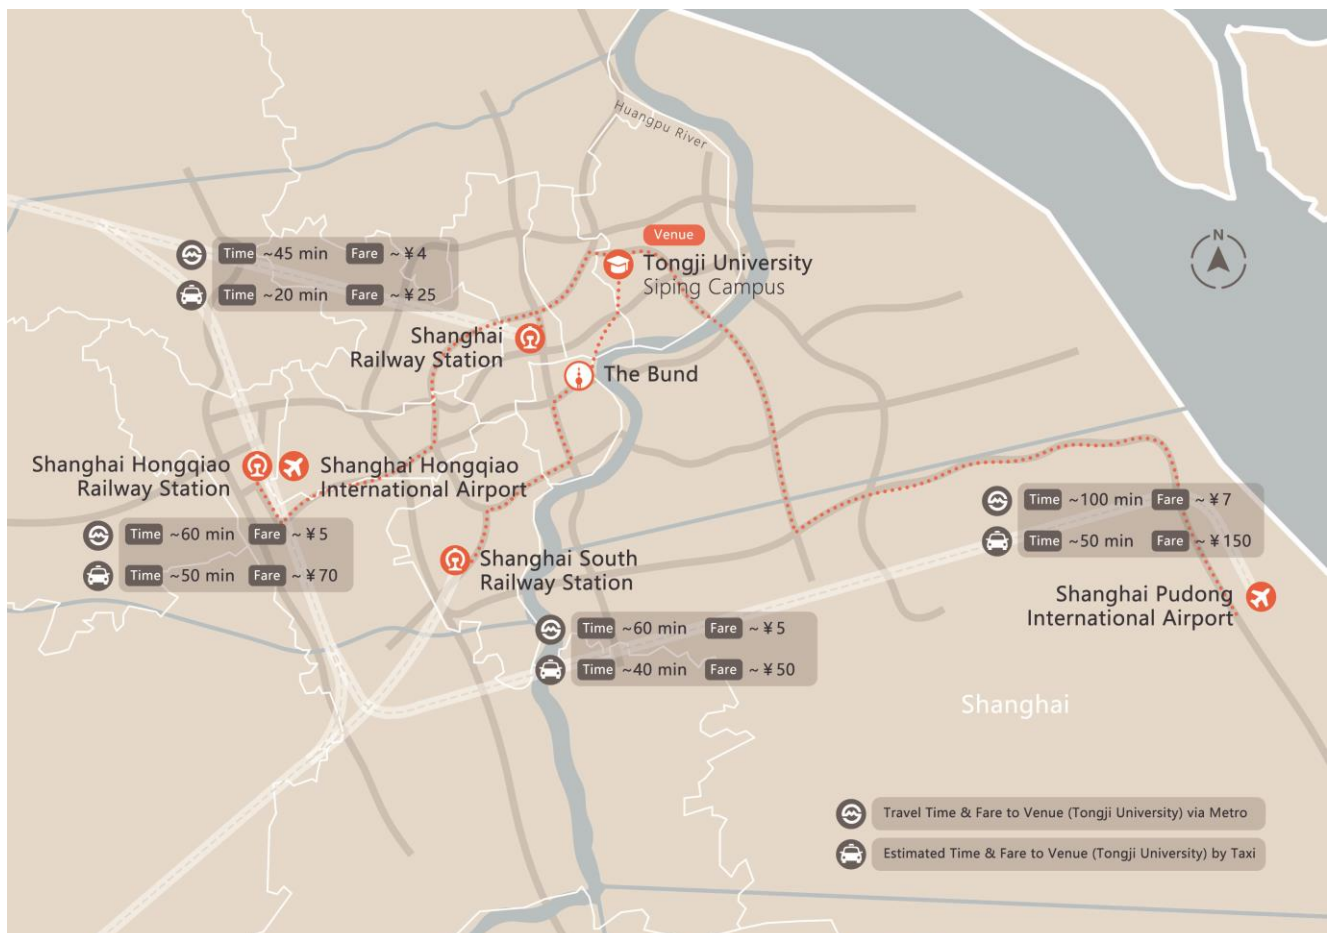 Huangpu River
N
Venue
Tongji University
Siping Campus
Time ~45 min Fare ~ ¥ 4
Time ~20 min Fare ~ ¥ 25
Shanghai
Railway Station
The Bund
Shanghai Hongqiao
Railway Station
Shanghai Hongqiao
International Airport
Time ~60 min Fare ~ ¥ 5
Time ~50 min Fare ~ ¥ 70
Shanghai South
Railway Station
Time ~60 min Fare ~ ¥ 5
Time ~40 min Fare ~ ¥ 50
Time ~100 min Fare ~ ¥ 7
Time ~50 min Fare ~ ¥ 150
Shanghai Pudong
International Airport
Shanghai
Travel Time & Fare to Venue (Tongji University) via Metro
Estimated Time & Fare to Venue (Tongji University) by Taxi